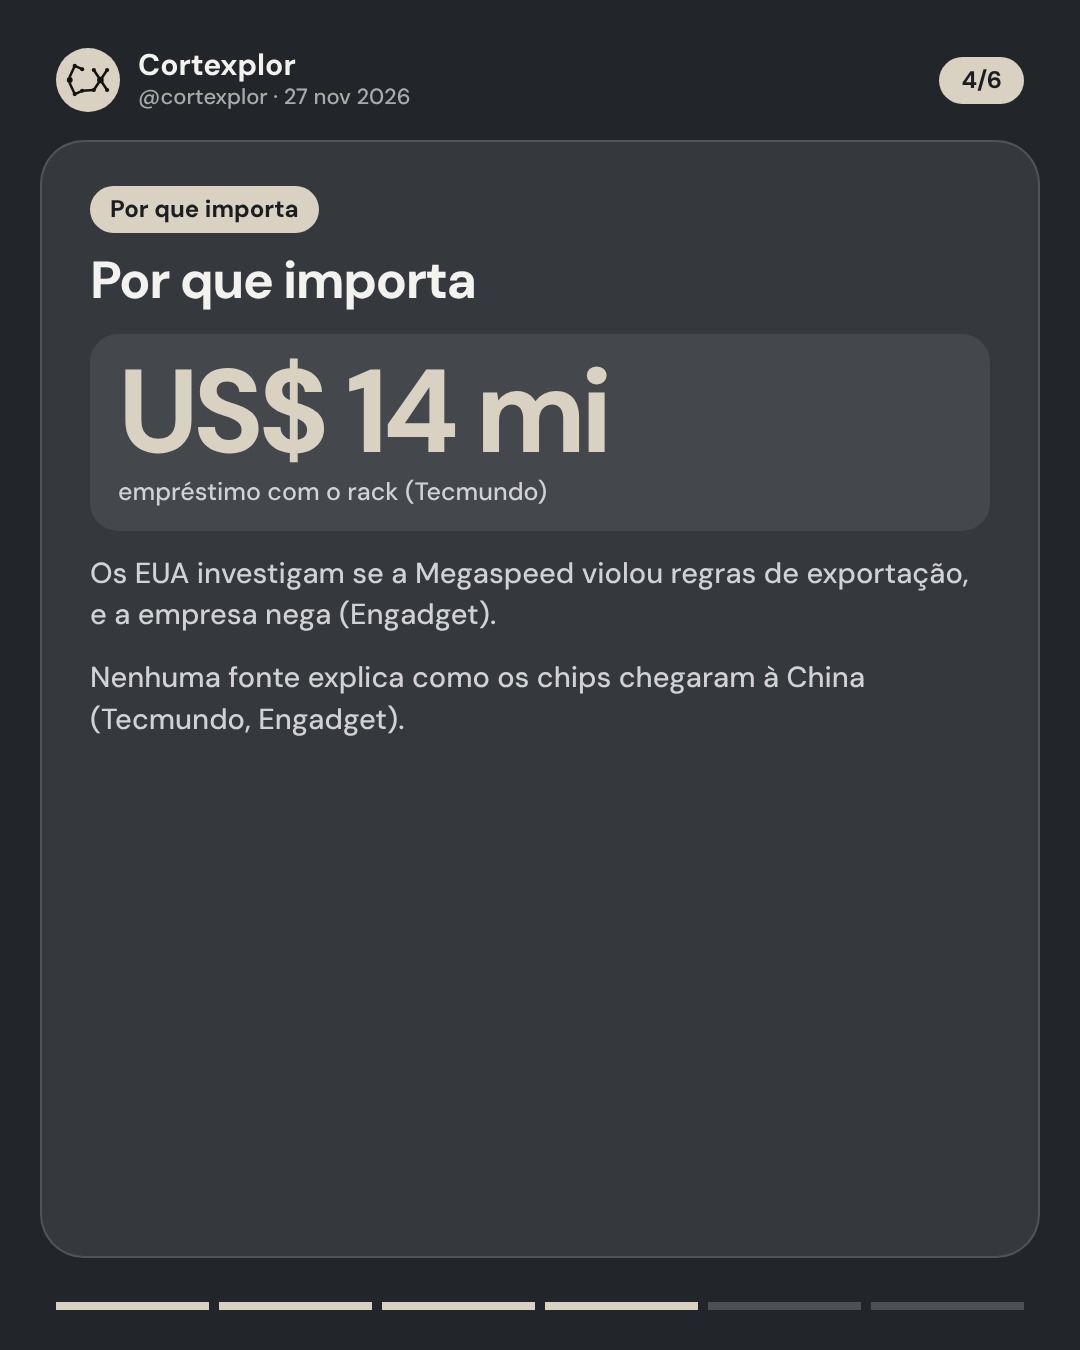 Cortexplor
@cortexplor · 27 nov 2026
4/6
Por que importa
Por que importa
US$ 14 mi
empréstimo com o rack (Tecmundo)
Os EUA investigam se a Megaspeed violou regras de exportação,
e a empresa nega (Engadget).
Nenhuma fonte explica como os chips chegaram à China
(Tecmundo, Engadget).